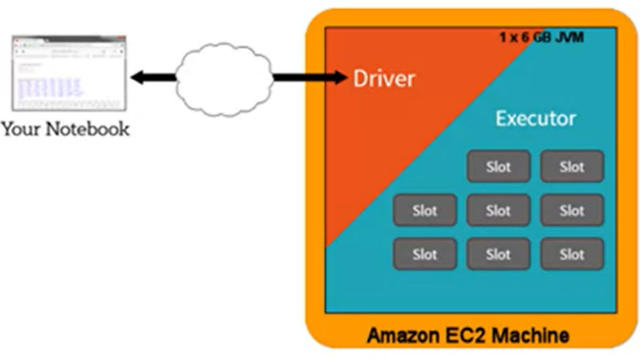 1 x 6 GB JVM
Driver
Your Notebook
Executor
Slot Slot
Slot Slot Slot
Slot Slot Slot
Amazon EC2 Machine